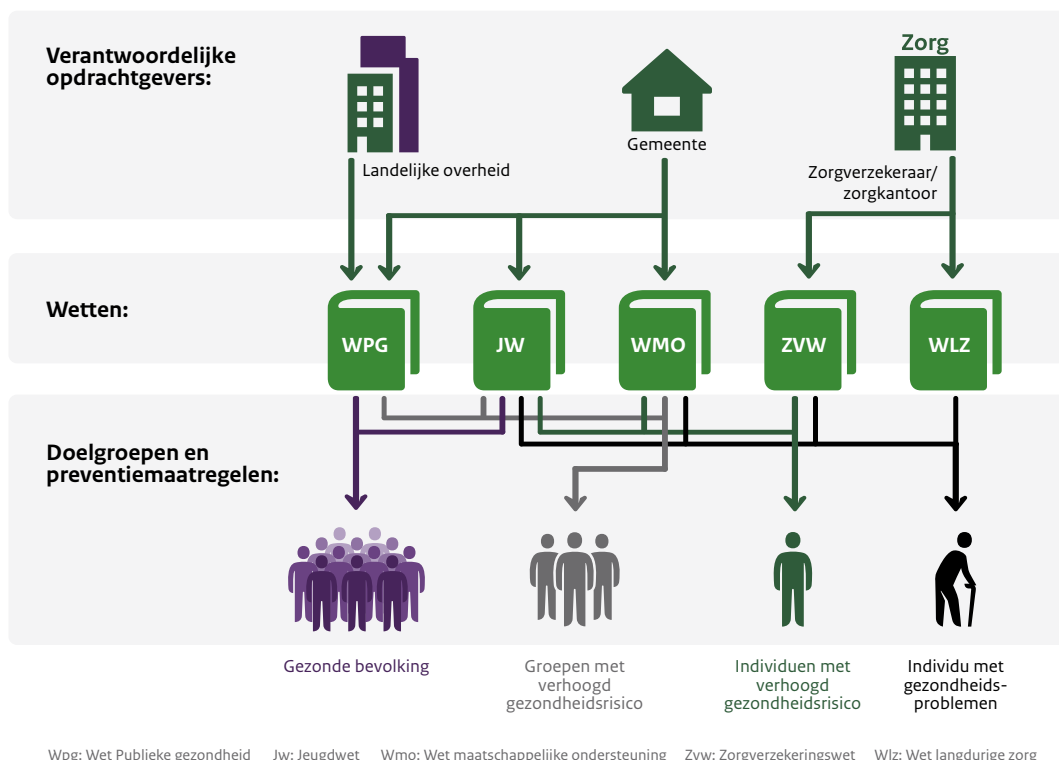 Verantwoordelijke
opdrachtgevers:
Zorg
Landelijke overheid
Gemeente
Zorgverzekeraar/
zorgkantoor
Wetten:
WPG
JW
WMO
ZVW
WLZ
Doelgroepen en
preventiemaatregelen:
Gezonde bevolking
Groepen met
verhoogd
gezondheidsrisico
Individuen met
verhoogd
gezondheidsrisico
Individu met
gezondheids-
problemen
Wpg: Wet Publieke gezondheid Jw: Jeugdwet Wmo: Wet maatschappelijke ondersteuning Zvw: Zorgverzekeringswet Wlz: Wet langdurige zorg